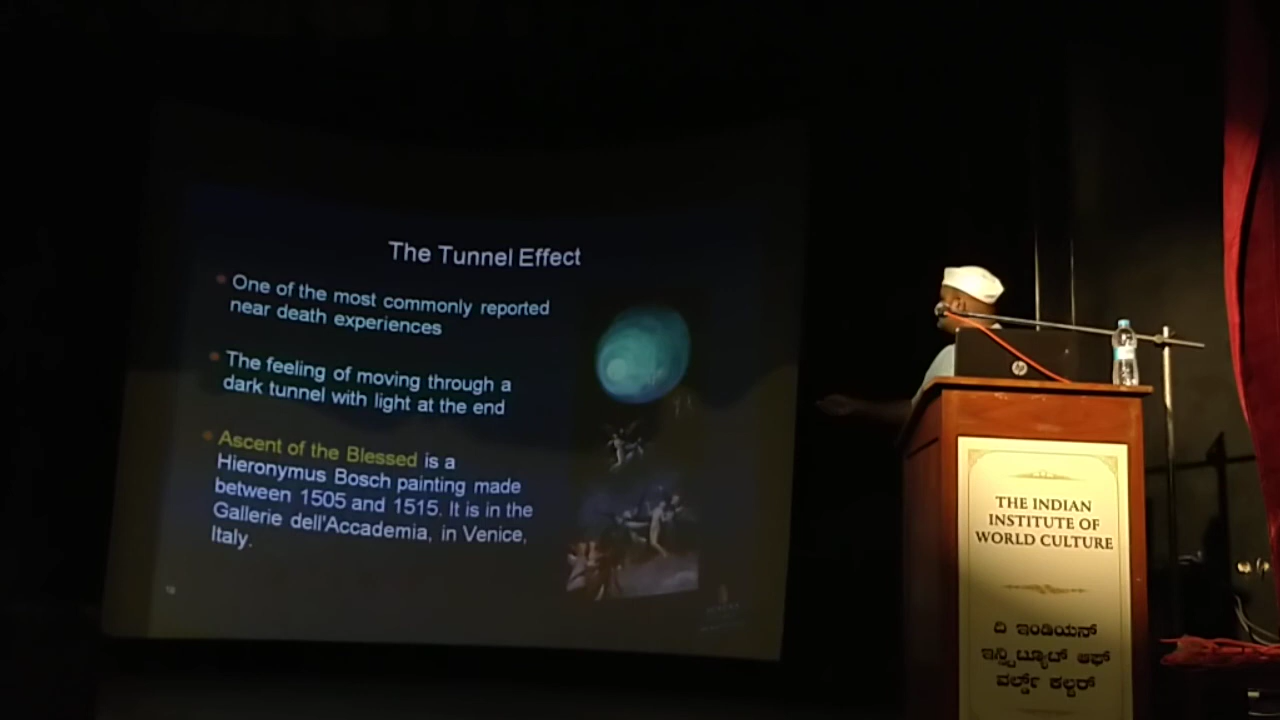 The Tunnel Effect
One of the most commonly reported
near death experiences
The feeling of moving through a
dark tunnel with light at the end
Ascent of the Blessed is a
Hieronymus Bosch painting made
between 1505 and 1515. It is in the
Gallerie dell'Accademia, in Venice,
Italy.
hp
THE INDIAN
INSTITUTE OF
WORLD CULTURE
ದಿ ಇಂಡಿಯನ್
ಇನ್ಸ್ಟಿಟ್ಯೂಟ್ ಆಫ್
ವರ್ಲ್ಡ್ ಕಲ್ಚರ್